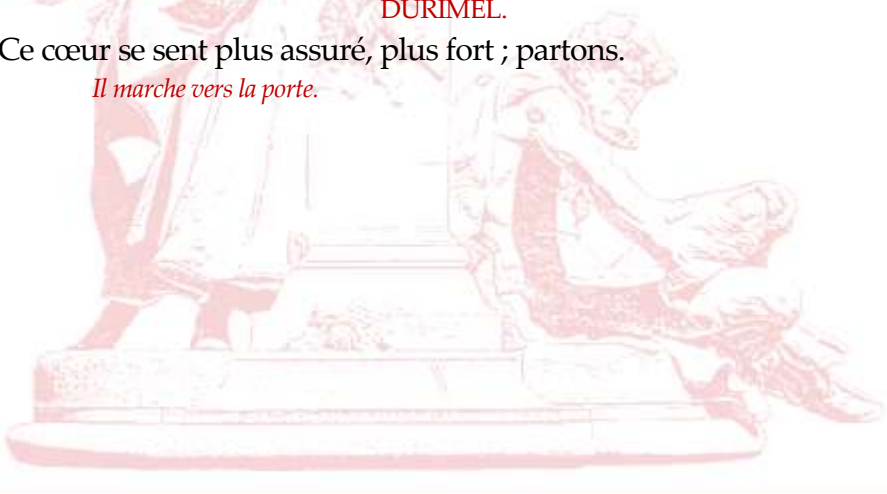 DURIMEL.
Ce cœur se sent plus assuré, plus fort ; partons.
Il marche vers la porte.